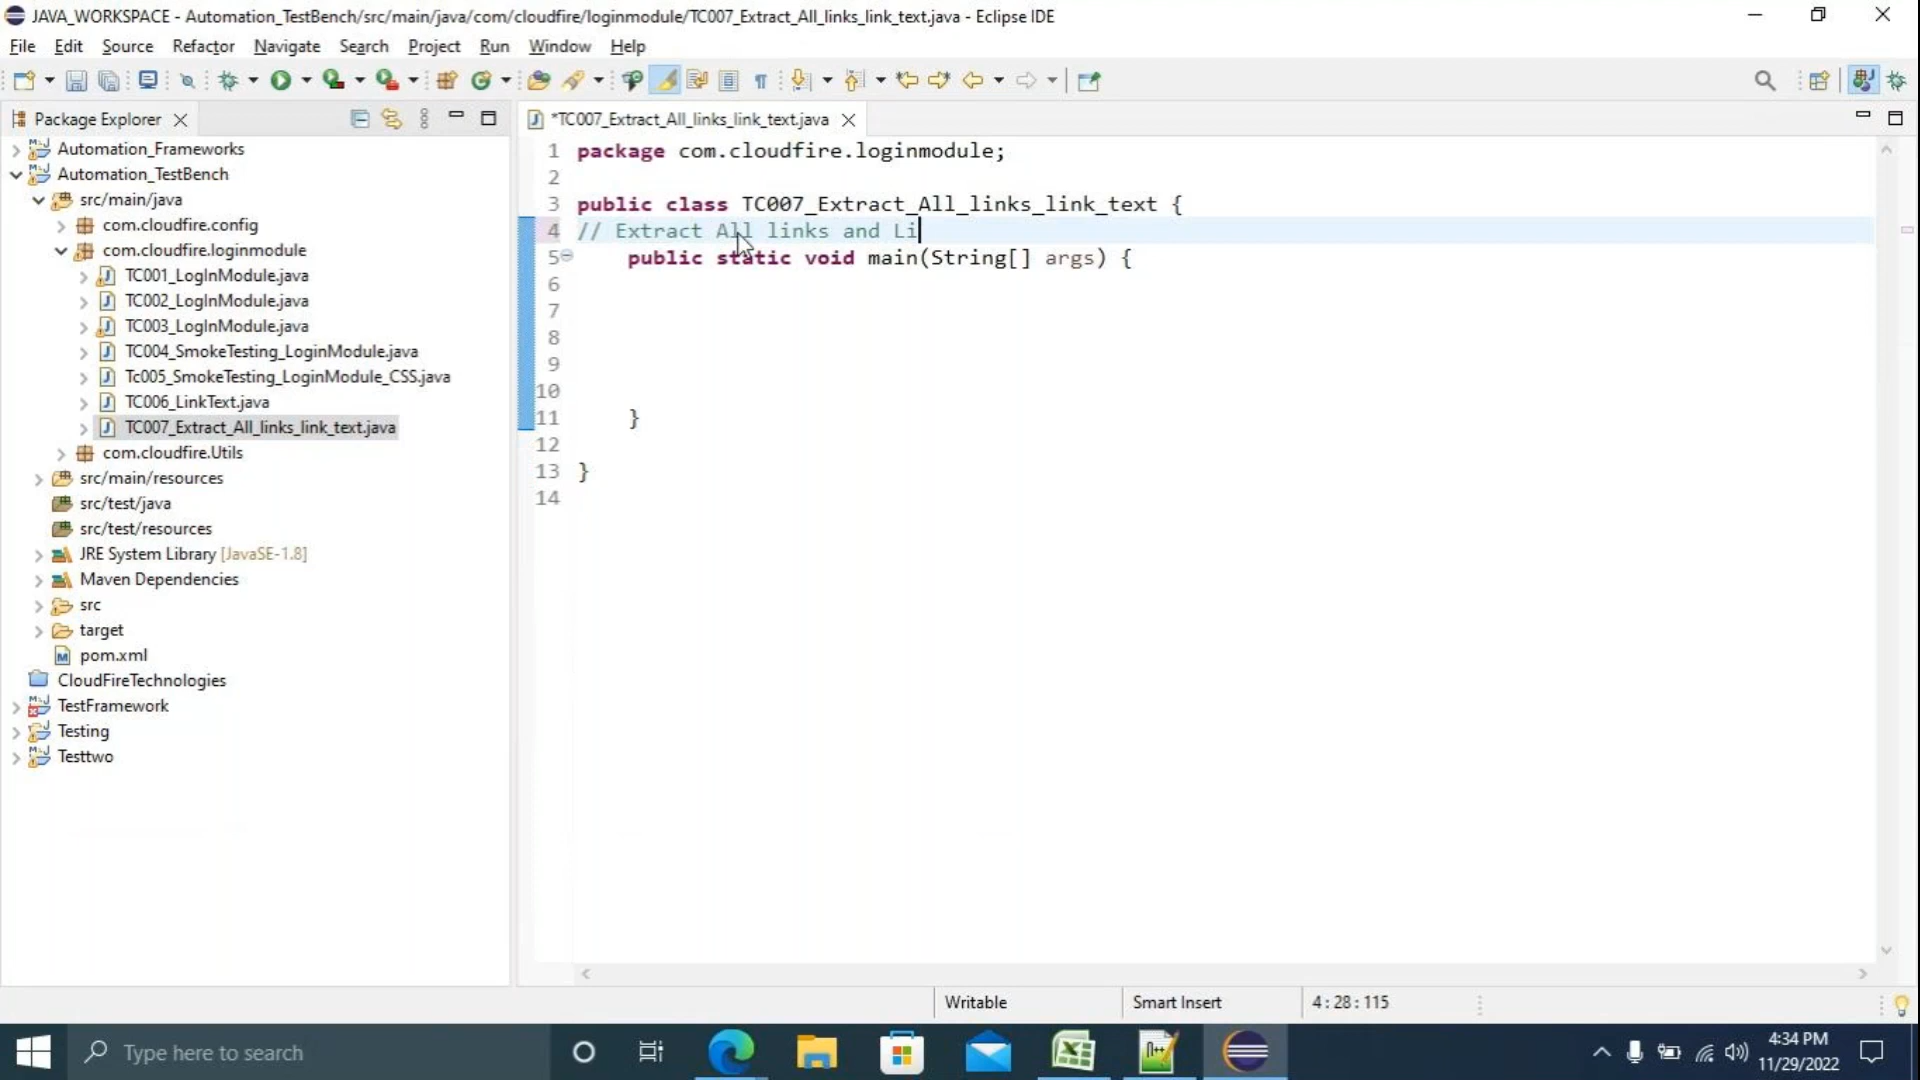 JAVA_WORKSPACE - Automation_TestBench/src/main/java/com/cloudfire/loginmodule/TC007_Extract_All_links_link_text.java - Eclipse IDE
File Edit Source Refactor Navigate Search Project Run Window Help
Package Explorer
*TC007_Extract_All_links_link_text.java
Automation_Frameworks
Automation_TestBench
src/main/java
com.cloudfire.config
com.cloudfire.loginmodule
TC001_LogInModule.java
TC002_LogInModule.java
TC003_LogInModule.java
TC004_SmokeTesting_LoginModule.java
Tc005_SmokeTesting_LoginModule_CSS.java
TC006_LinkText.java
TC007_Extract_All_links_link_text.java
com.cloudfire.Utils
src/main/resources
src/test/java
src/test/resources
JRE System Library [JavaSE-1.8]
Maven Dependencies
src
target
pom.xml
CloudFireTechnologies
TestFramework
Testing
Testtwo
1 package com.cloudfire.loginmodule;
2
3 public class TC007_Extract_All_links_link_text {
4 // Extract All links and Li
5 public static void main(String[] args) {
6
7
8
9
10
11 }
12
13 }
14
Writable Smart Insert 4 : 28 : 115
Type here to search
4:34 PM
11/29/2022